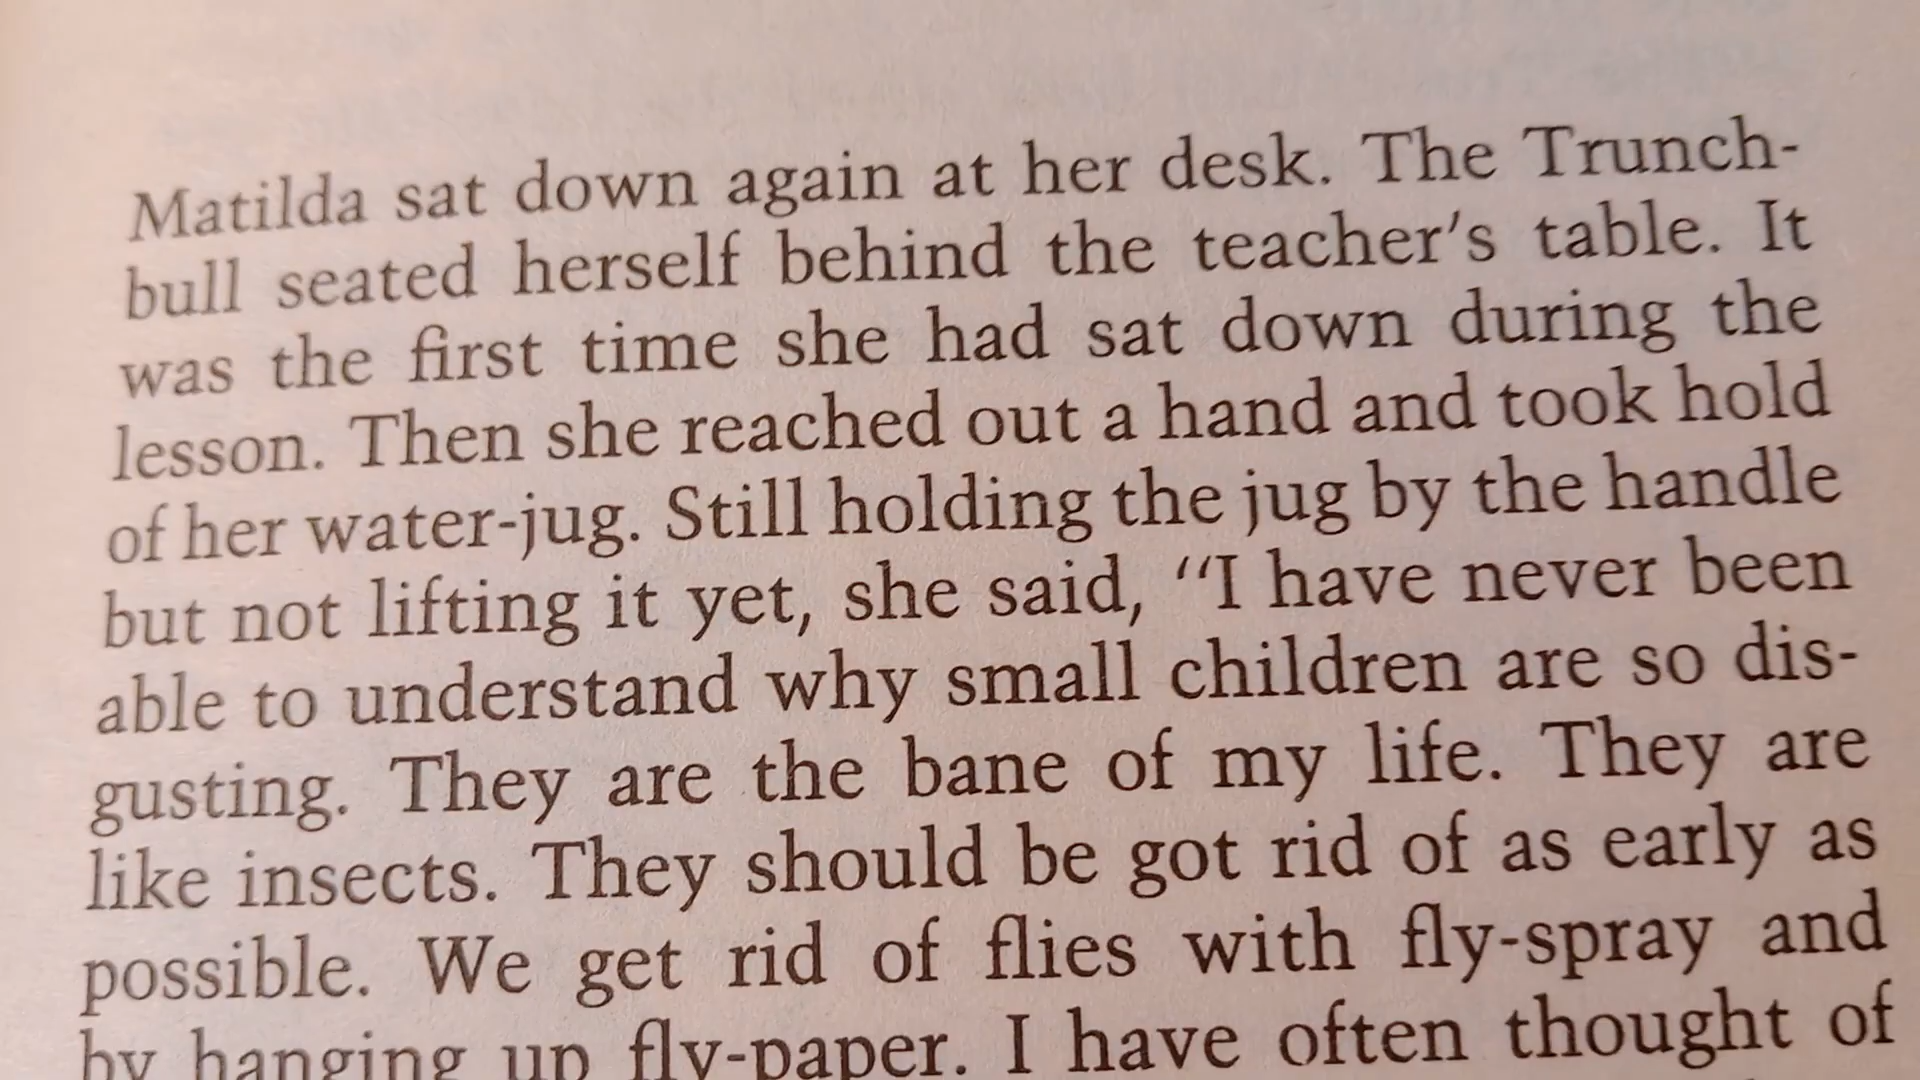 Matilda sat down again at her desk. The Trunch-
bull seated herself behind the teacher's table. It
was the first time she had sat down during the
lesson. Then she reached out a hand and took hold
of her water-jug. Still holding the jug by the handle
but not lifting it yet, she said, “I have never been
able to understand why small children are so dis-
gusting. They are the bane of my life. They are
like insects. They should be got rid of as early as
possible. We get rid of flies with fly-spray and
by hanging up fly-paper. I have often thought of